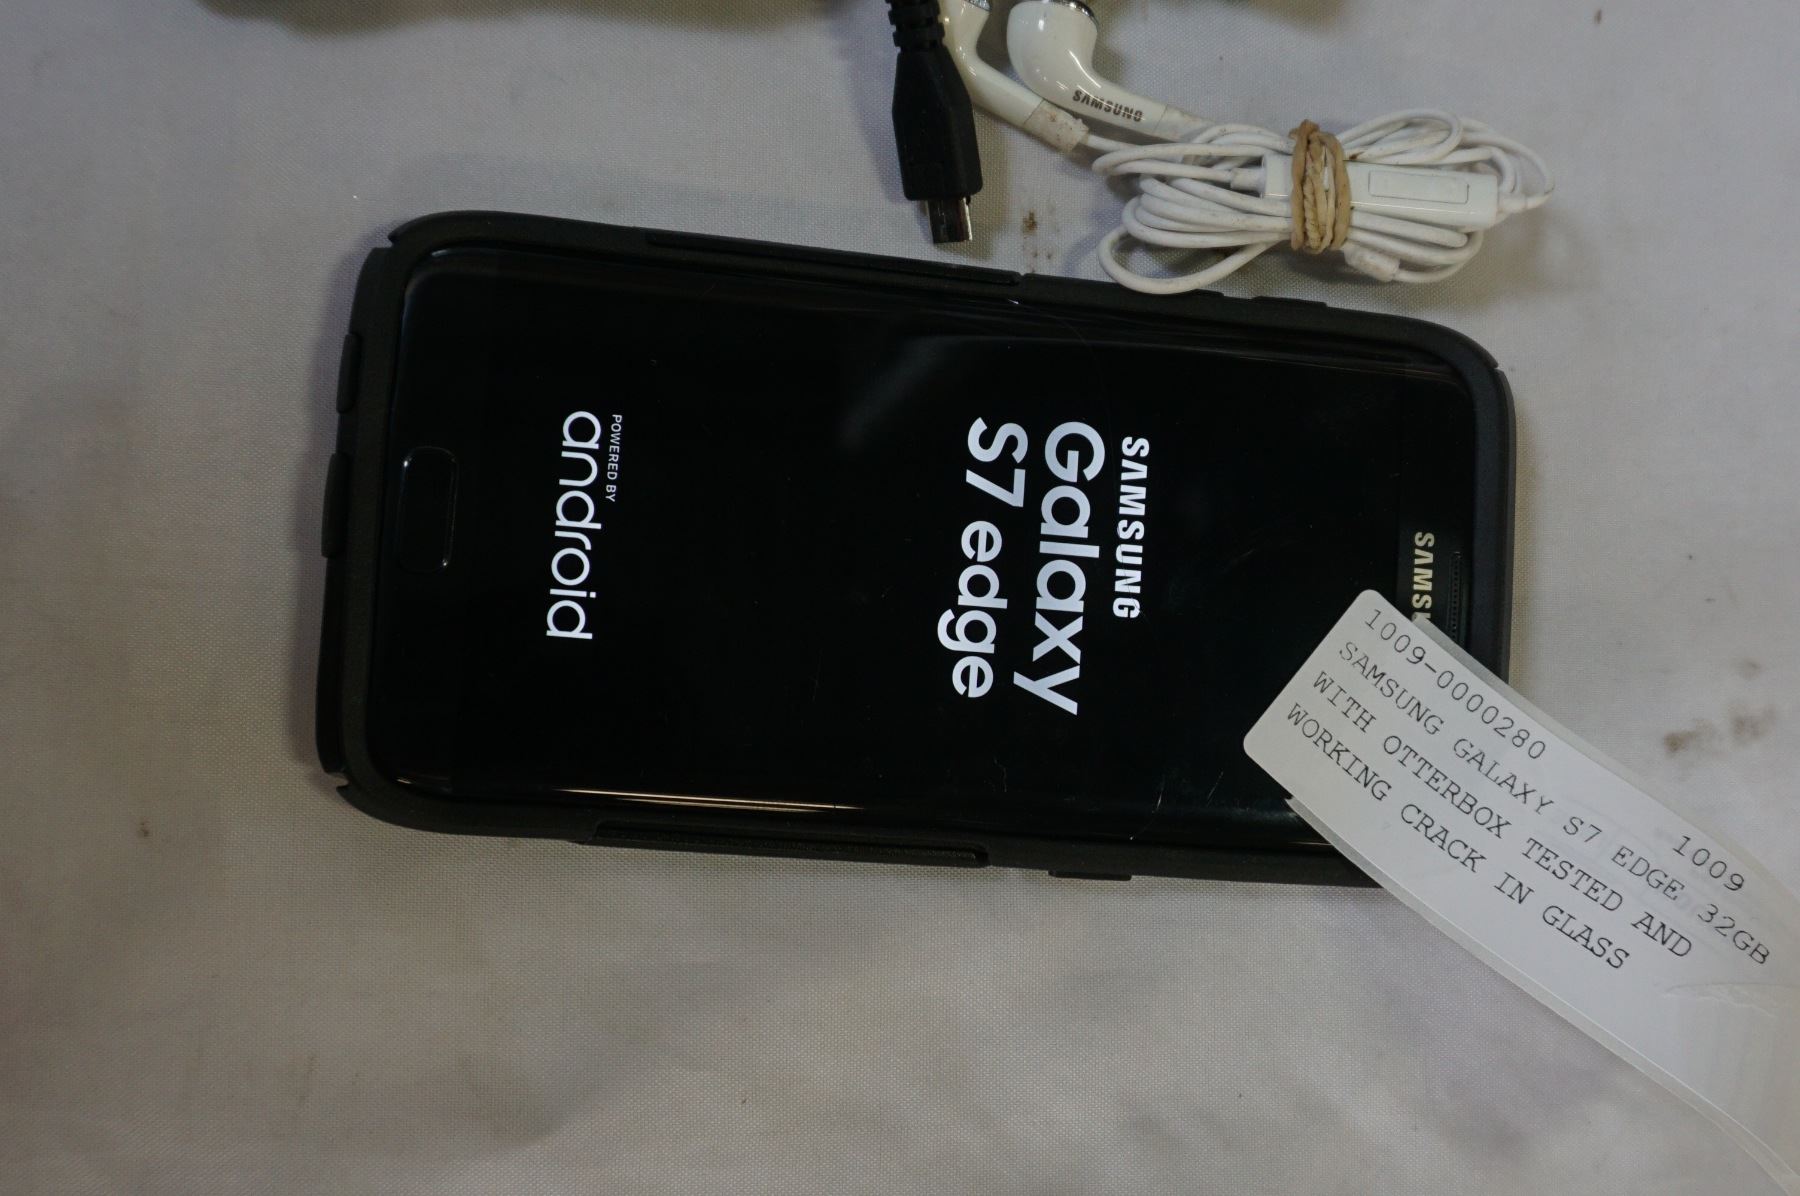 SAMSUNG
SAMSUNG
Galaxy
S7 edge
POWERED BY
android
SAMSU
1009-0000280 1009
SAMSUNG GALAXY S7 EDGE 32GB
WITH OTTERBOX TESTED AND
WORKING CRACK IN GLASS